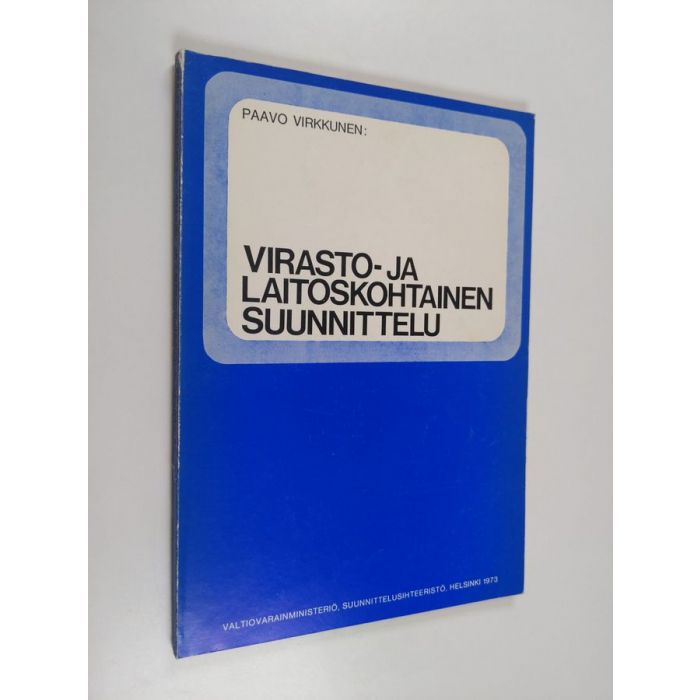 PAAVO VIRKKUNEN:
VIRASTO- JA
LAITOSKOHTAINEN
SUUNNITTELU
VALTIOVARAINMINISTERIÖ, SUUNNITTELUSIHTEERISTÖ, HELSINKI 1973